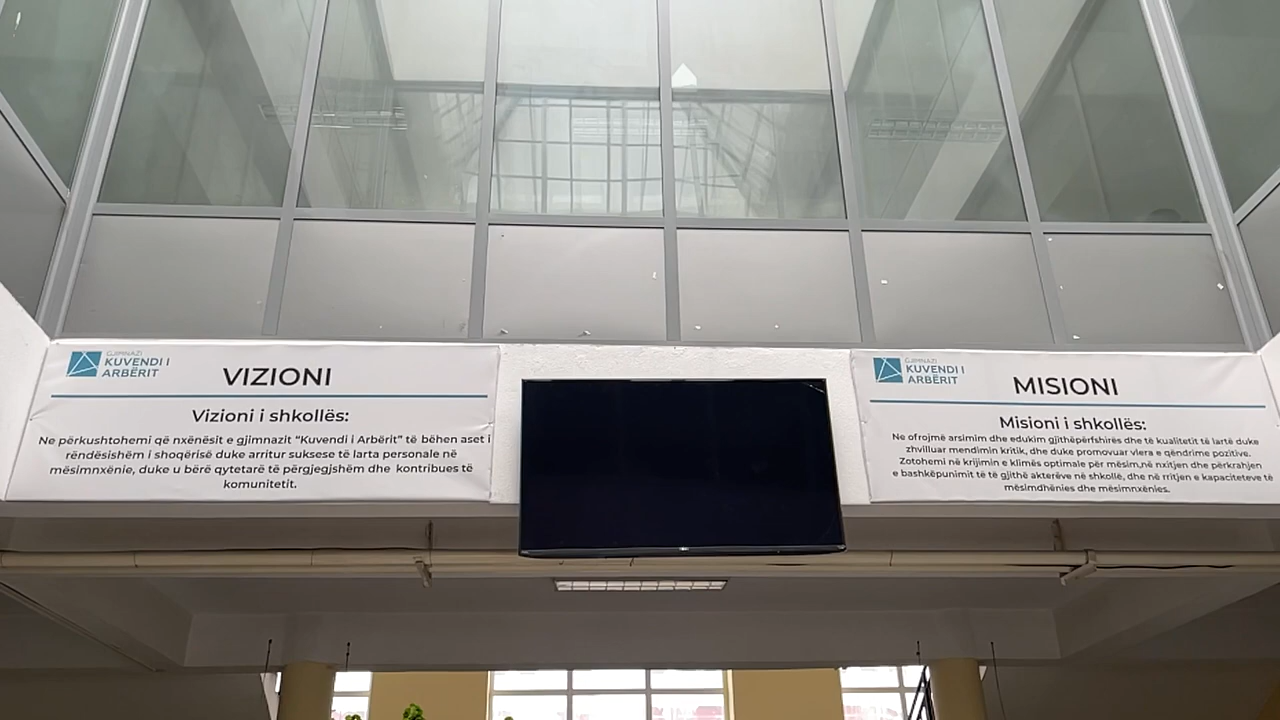 GJIMNAZI
KUVENDI I
ARBËRIT
VIZIONI
Vizioni i shkollës:
Ne përkushtohemi që nxënësit e gjimnazit “Kuvendi i Arbërit” të bëhen aset i
rëndësishëm i shoqërisë duke arritur suksese të larta personale në
mësimnxënie, duke u bërë qytetarë të përgjegjshëm dhe kontribues të
komunitetit.
GJIMNAZI
KUVENDI I
ARBËRIT
MISIONI
Misioni i shkollës:
Ne ofrojmë arsimim dhe edukim gjithëpërfshirës dhe të kualitetit të lartë duke
zhvilluar mendimin kritik, dhe duke promovuar vlera e qëndrime pozitive.
Zotohemi në krijimin e klimës optimale për mësim,në nxitjen dhe përkrahjen
e bashkëpunimit të të gjithë akterëve në shkollë, dhe në rritjen e kapaciteteve të
mësimdhënies dhe mësimnxënies.